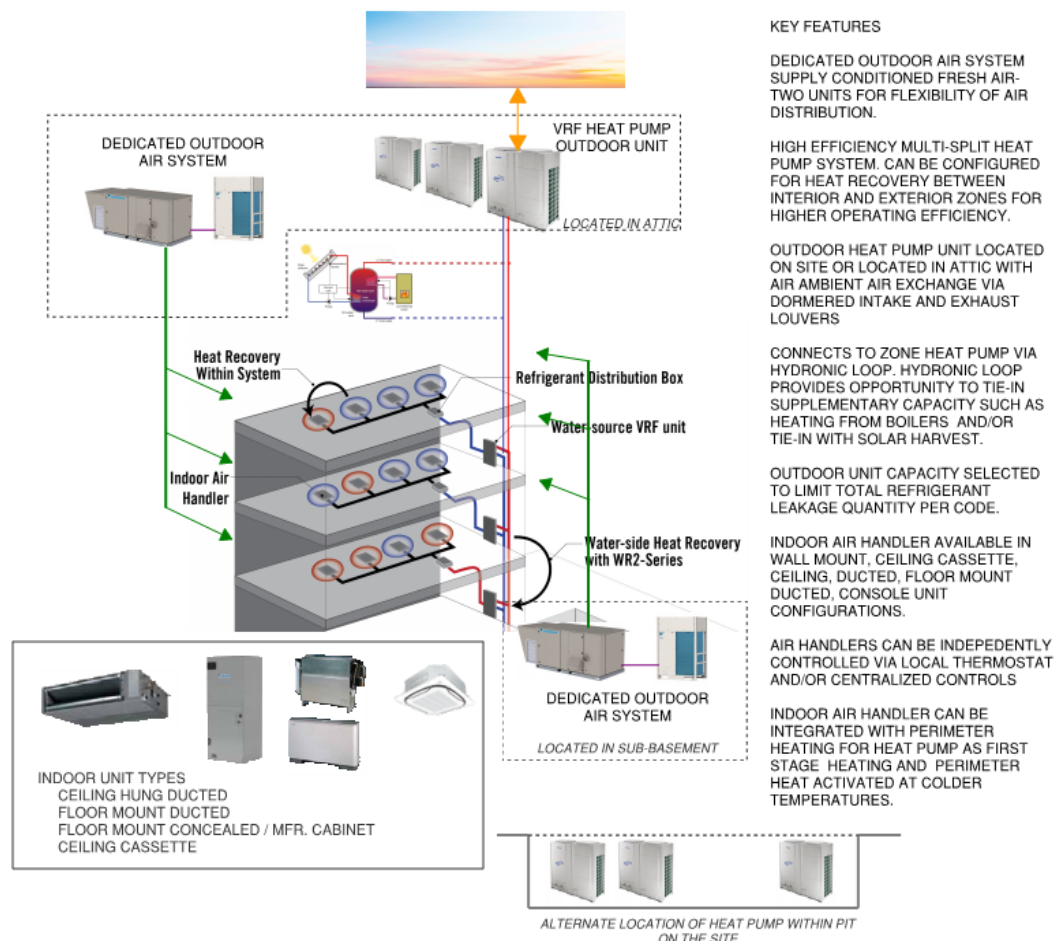 DEDICATED OUTDOOR
AIR SYSTEM
VRF HEAT PUMP
OUTDOOR UNIT
LOCATED IN ATTIC
Heat Recovery
Within System
Refrigerant Distribution Box
Water-source VRF unit
Indoor Air
Handler
Water-side Heat Recovery
with WR2-Series
DEDICATED OUTDOOR
AIR SYSTEM
LOCATED IN SUB-BASEMENT
INDOOR UNIT TYPES
CEILING HUNG DUCTED
FLOOR MOUNT DUCTED
FLOOR MOUNT CONCEALED / MFR. CABINET
CEILING CASSETTE
ALTERNATE LOCATION OF HEAT PUMP WITHIN PIT
ON THE SITE
KEY FEATURES
DEDICATED OUTDOOR AIR SYSTEM
SUPPLY CONDITIONED FRESH AIR-
TWO UNITS FOR FLEXIBILITY OF AIR
DISTRIBUTION.
HIGH EFFICIENCY MULTI-SPLIT HEAT
PUMP SYSTEM. CAN BE CONFIGURED
FOR HEAT RECOVERY BETWEEN
INTERIOR AND EXTERIOR ZONES FOR
HIGHER OPERATING EFFICIENCY.
OUTDOOR HEAT PUMP UNIT LOCATED
ON SITE OR LOCATED IN ATTIC WITH
AIR AMBIENT AIR EXCHANGE VIA
DORMERED INTAKE AND EXHAUST
LOUVERS
CONNECTS TO ZONE HEAT PUMP VIA
HYDRONIC LOOP. HYDRONIC LOOP
PROVIDES OPPORTUNITY TO TIE-IN
SUPPLEMENTARY CAPACITY SUCH AS
HEATING FROM BOILERS  AND/OR
TIE-IN WITH SOLAR HARVEST.
OUTDOOR UNIT CAPACITY SELECTED
TO LIMIT TOTAL REFRIGERANT
LEAKAGE QUANTITY PER CODE.
INDOOR AIR HANDLER AVAILABLE IN
WALL MOUNT, CEILING CASSETTE,
CEILING, DUCTED, FLOOR MOUNT
DUCTED, CONSOLE UNIT
CONFIGURATIONS.
AIR HANDLERS CAN BE INDEPEDENTLY
CONTROLLED VIA LOCAL THERMOSTAT
AND/OR CENTRALIZED CONTROLS
INDOOR AIR HANDLER CAN BE
INTEGRATED WITH PERIMETER
HEATING FOR HEAT PUMP AS FIRST
STAGE  HEATING AND  PERIMETER
HEAT ACTIVATED AT COLDER
TEMPERATURES.